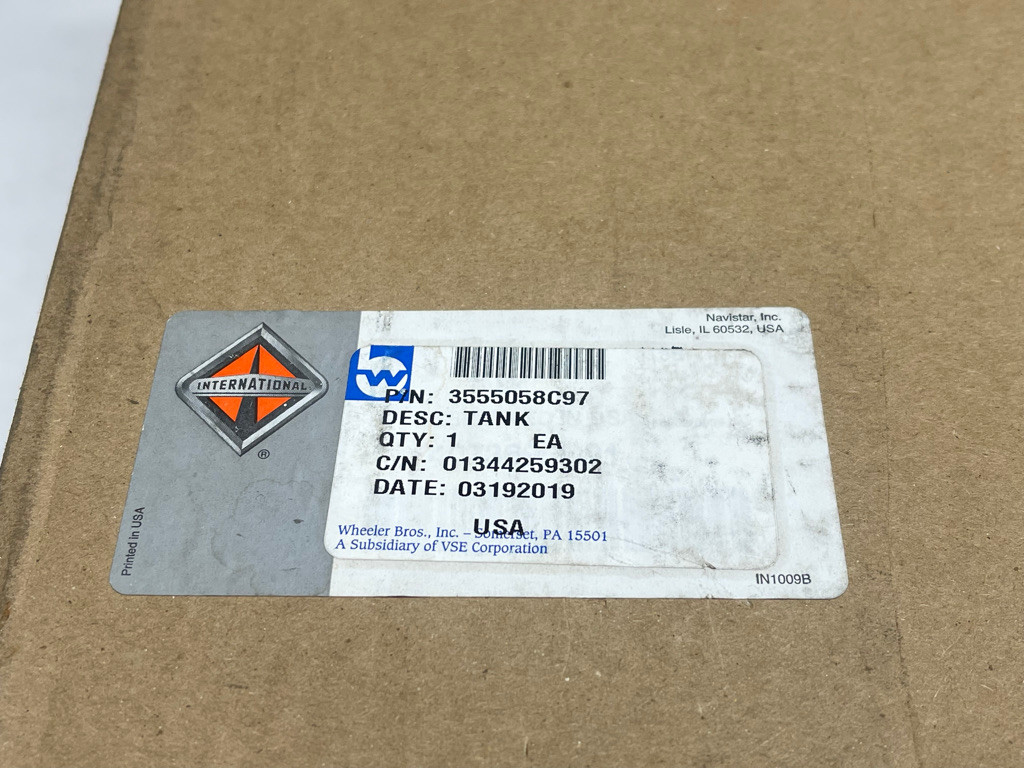 Navistar, Inc.
Lisle, IL 60532, USA
INTERNATIONAL
®
w
P/N: 3555058C97
DESC: TANK
QTY: 1 EA
C/N: 01344259302
DATE: 03192019
USA
Wheeler Bros., Inc. – Somerset, PA 15501
A Subsidiary of VSE Corporation
Printed In USA
IN1009B